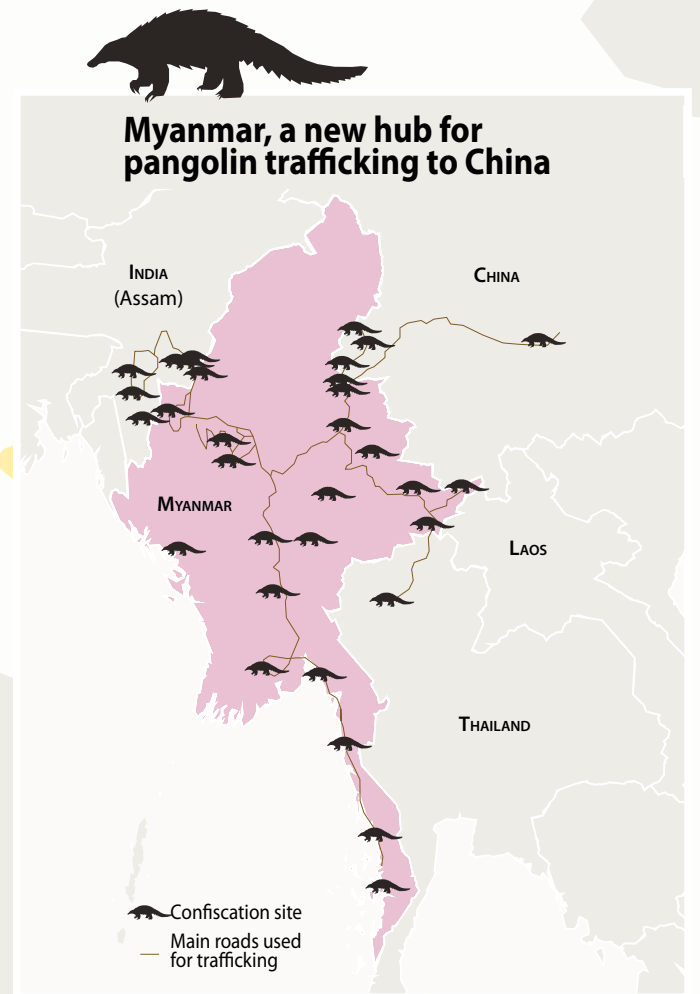 Myanmar, a new hub for
pangolin trafficking to China
INDIA
(Assam)
CHINA
MYANMAR
LAOS
THAILAND
Confiscation site
Main roads used
for trafficking